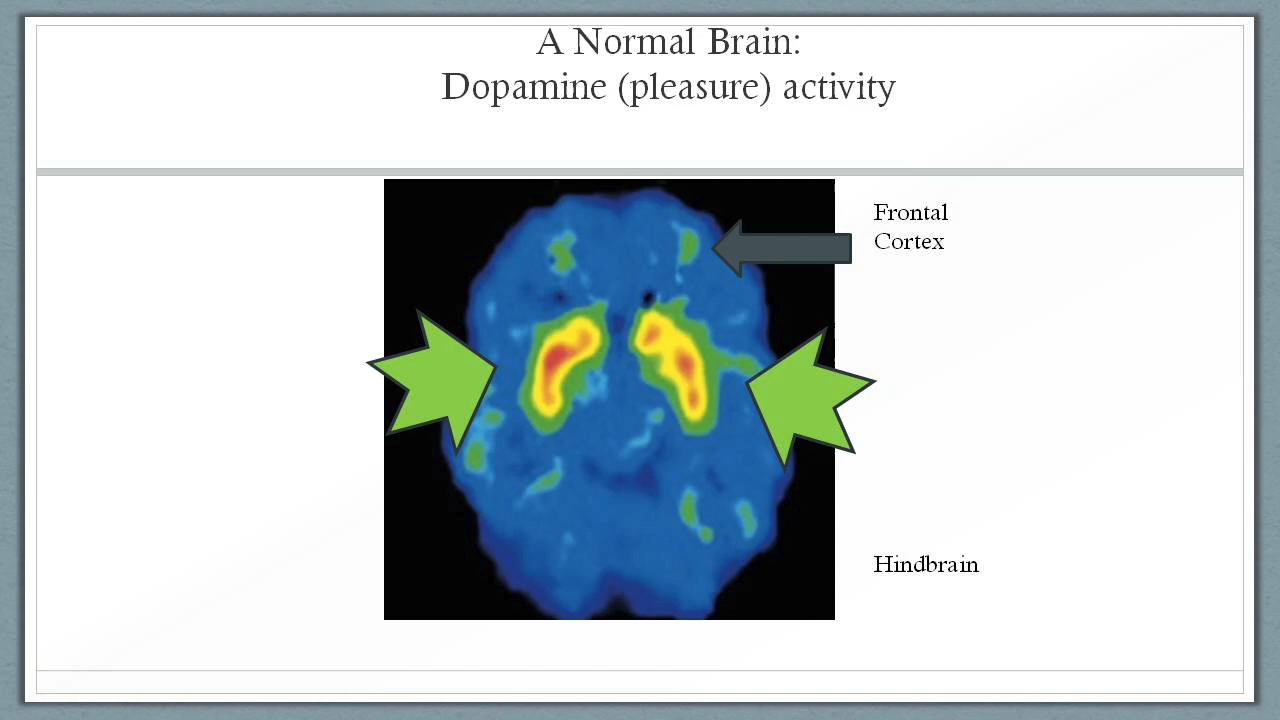 A Normal Brain:
Dopamine (pleasure) activity
Frontal
Cortex
Hindbrain